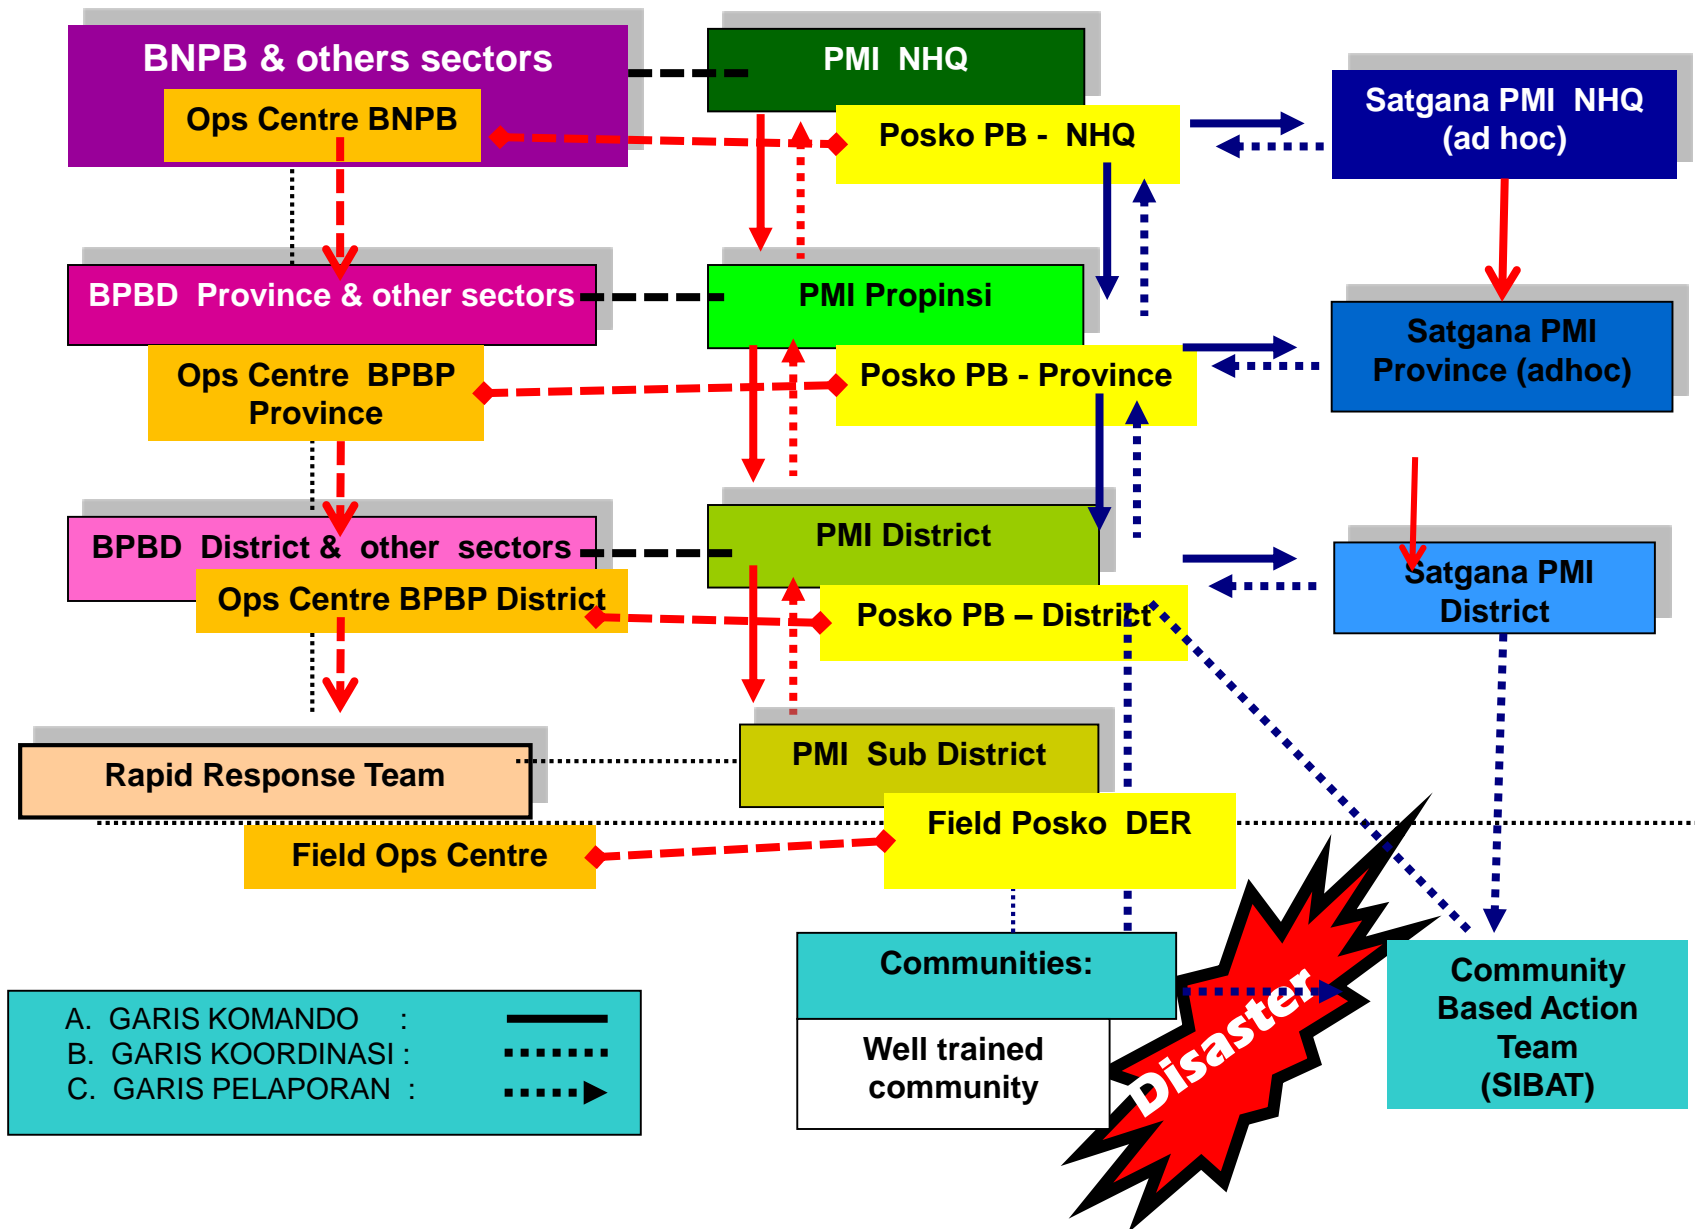 BNPB & others sectors
Ops Centre BNPB
PMI NHQ
Posko PB - NHQ
Satgana PMI NHQ
(ad hoc)
BPBD Province & other sectors
Ops Centre BPBP
Province
PMI Propinsi
Posko PB - Province
Satgana PMI
Province (adhoc)
BPBD District & other sectors
Ops Centre BPBP District
PMI District
Posko PB – District
Satgana PMI
District
Rapid Response Team
PMI Sub District
Field Ops Centre
Field Posko DER
Communities:
Well trained
community
Disaster
Community
Based Action
Team
(SIBAT)
A. GARIS KOMANDO :
B. GARIS KOORDINASI :
C. GARIS PELAPORAN :